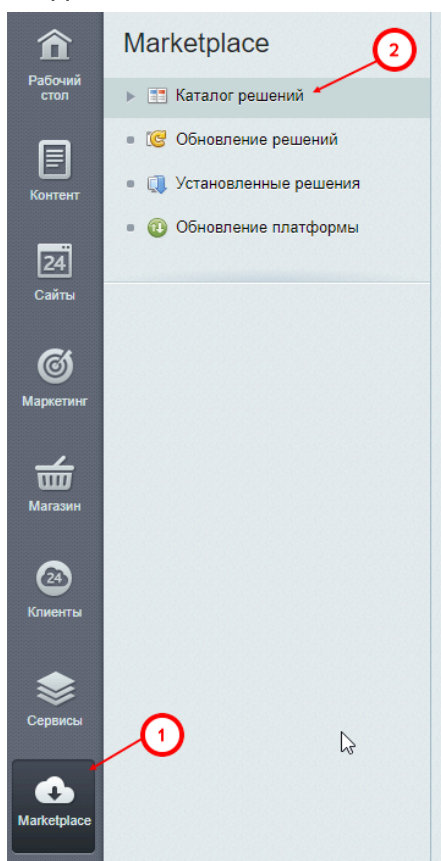 Marketplace
2
Рабочий
стол
Каталог решений
Обновление решений
Контент
Установленные решения
Обновление платформы
24
Сайты
Маркетинг
Магазин
24
Клиенты
Сервисы
1
Marketplace